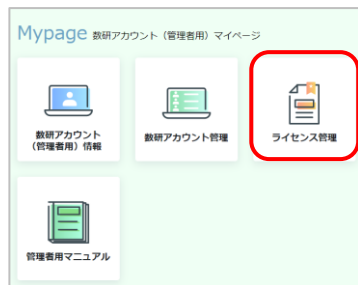 Mypage 数研アカウント（管理者用）マイページ
数研アカウント
（管理者用）情報
数研アカウント管理
ライセンス管理
管理者用マニュアル